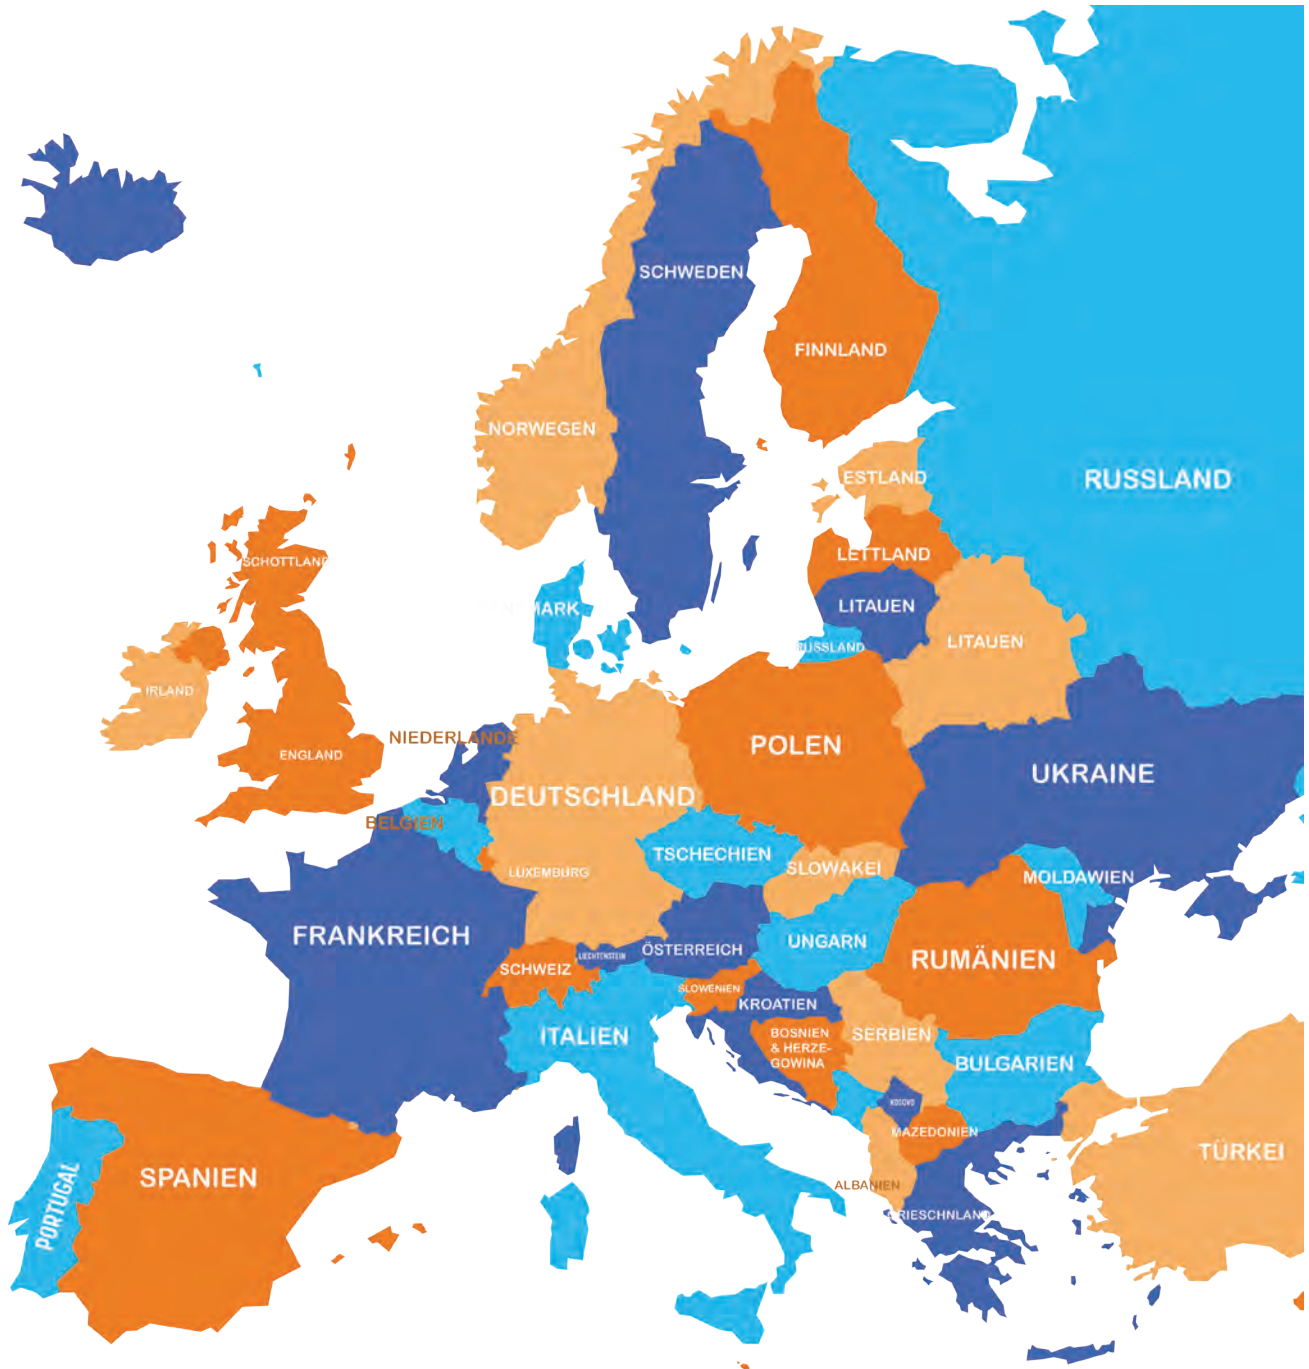 SCHWEDEN
FINNLAND
NORWEGEN
ESTLAND
RUSSLAND
LETTLAND
SCHOTTLAND
MARK
LITAUEN
LITAUEN
RUSSLAND
IRLAND
NIEDERLANDE
ENGLAND
POLEN
UKRAINE
DEUTSCHLAND
BELGIEN
TSCHECHIEN
SLOWAKEI
LUXEMBURG
MOLDAWIEN
FRANKREICH
UNGARN
ÖSTERREICH
LIECHTENSTEIN
RUMÄNIEN
SCHWEIZ
SLOWENIEN
KROATIEN
ITALIEN
BOSNIEN
& HERZE-
GOWINA
SERBIEN
BULGARIEN
KOSOVO
MAZEDONIEN
TÜRKEI
SPANIEN
PORTUGAL
ALBANIEN
RIESCHNLAND